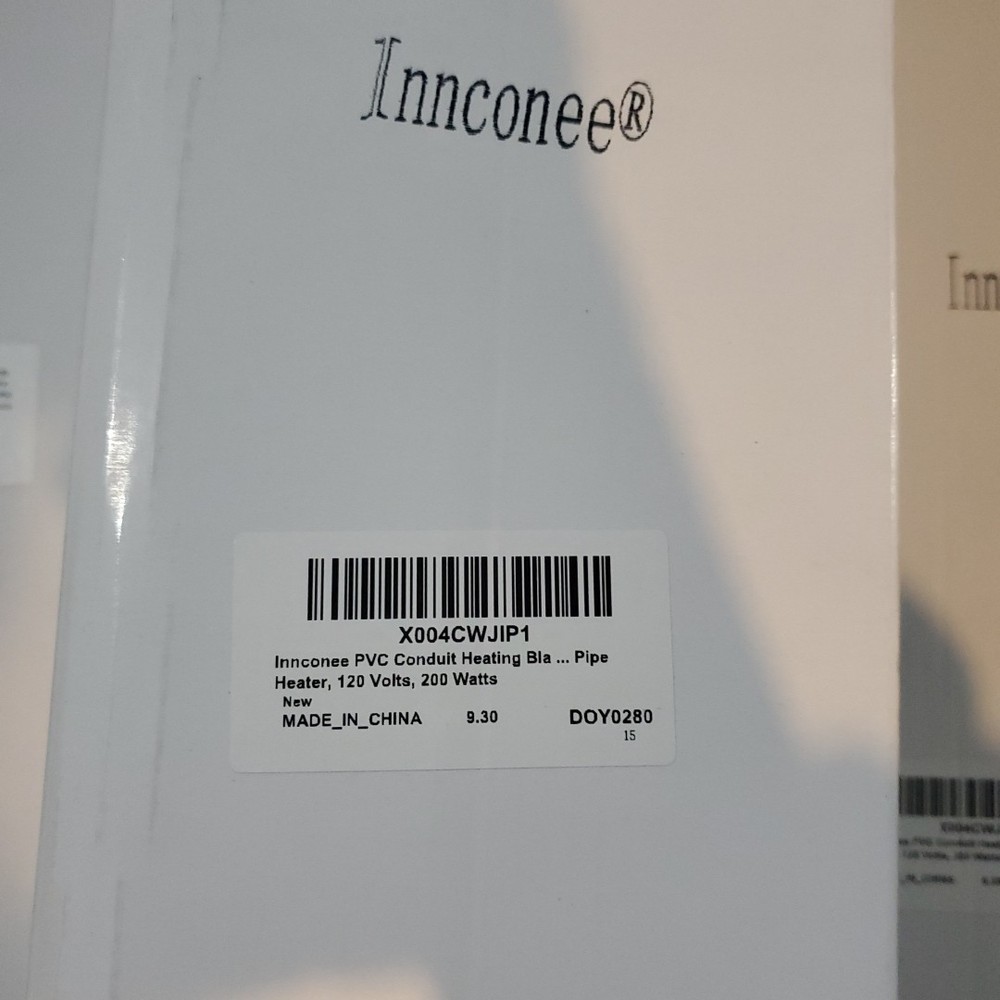 Innconee®
Inn
X004CWJIP1
Innconee PVC Conduit Heating Bla ... Pipe
Heater, 120 Volts, 200 Watts
New
MADE_IN_CHINA 9.30 DOY0280
15